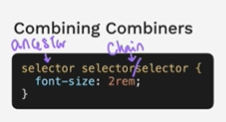 Combining Combiners
ancestor chain
selector selector/selector {
font-size: 2rem;
}